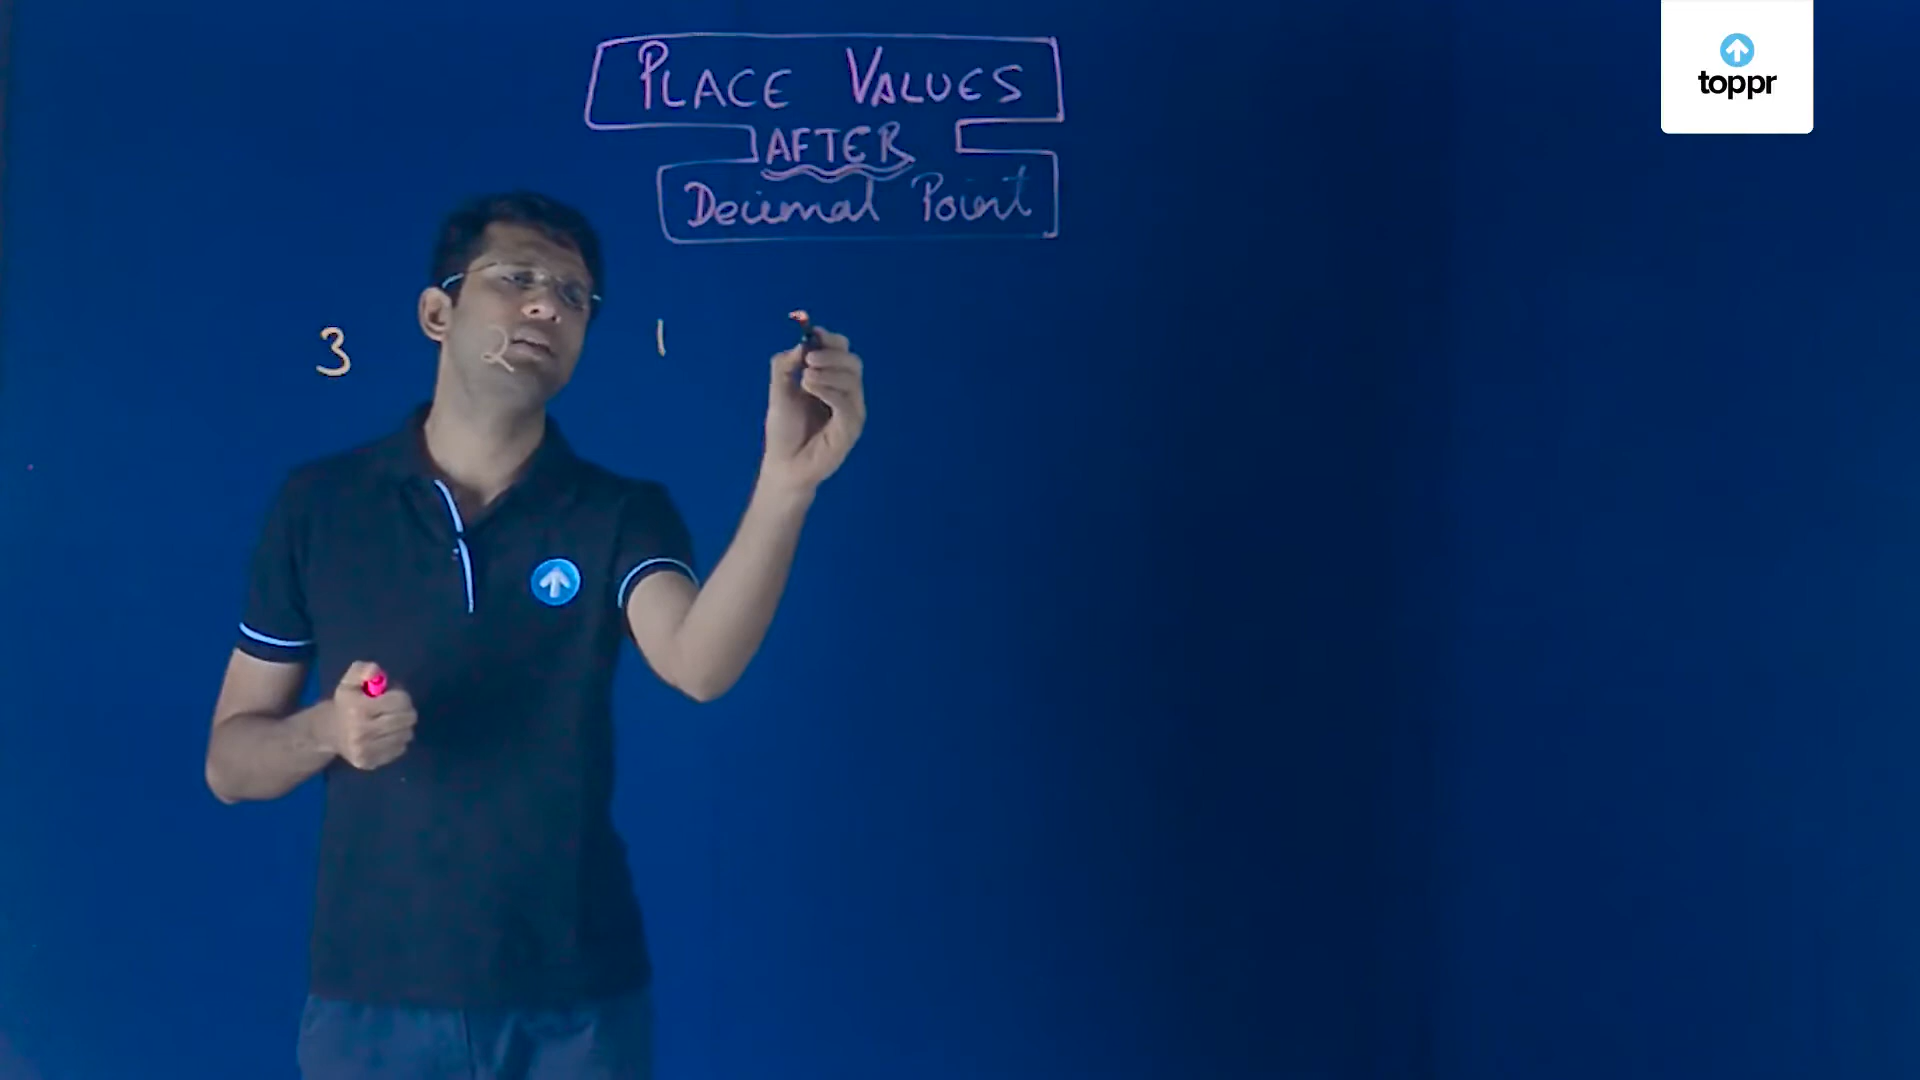 toppr
PLACE VALUES
AFTER
Decimal Point
3 2 1